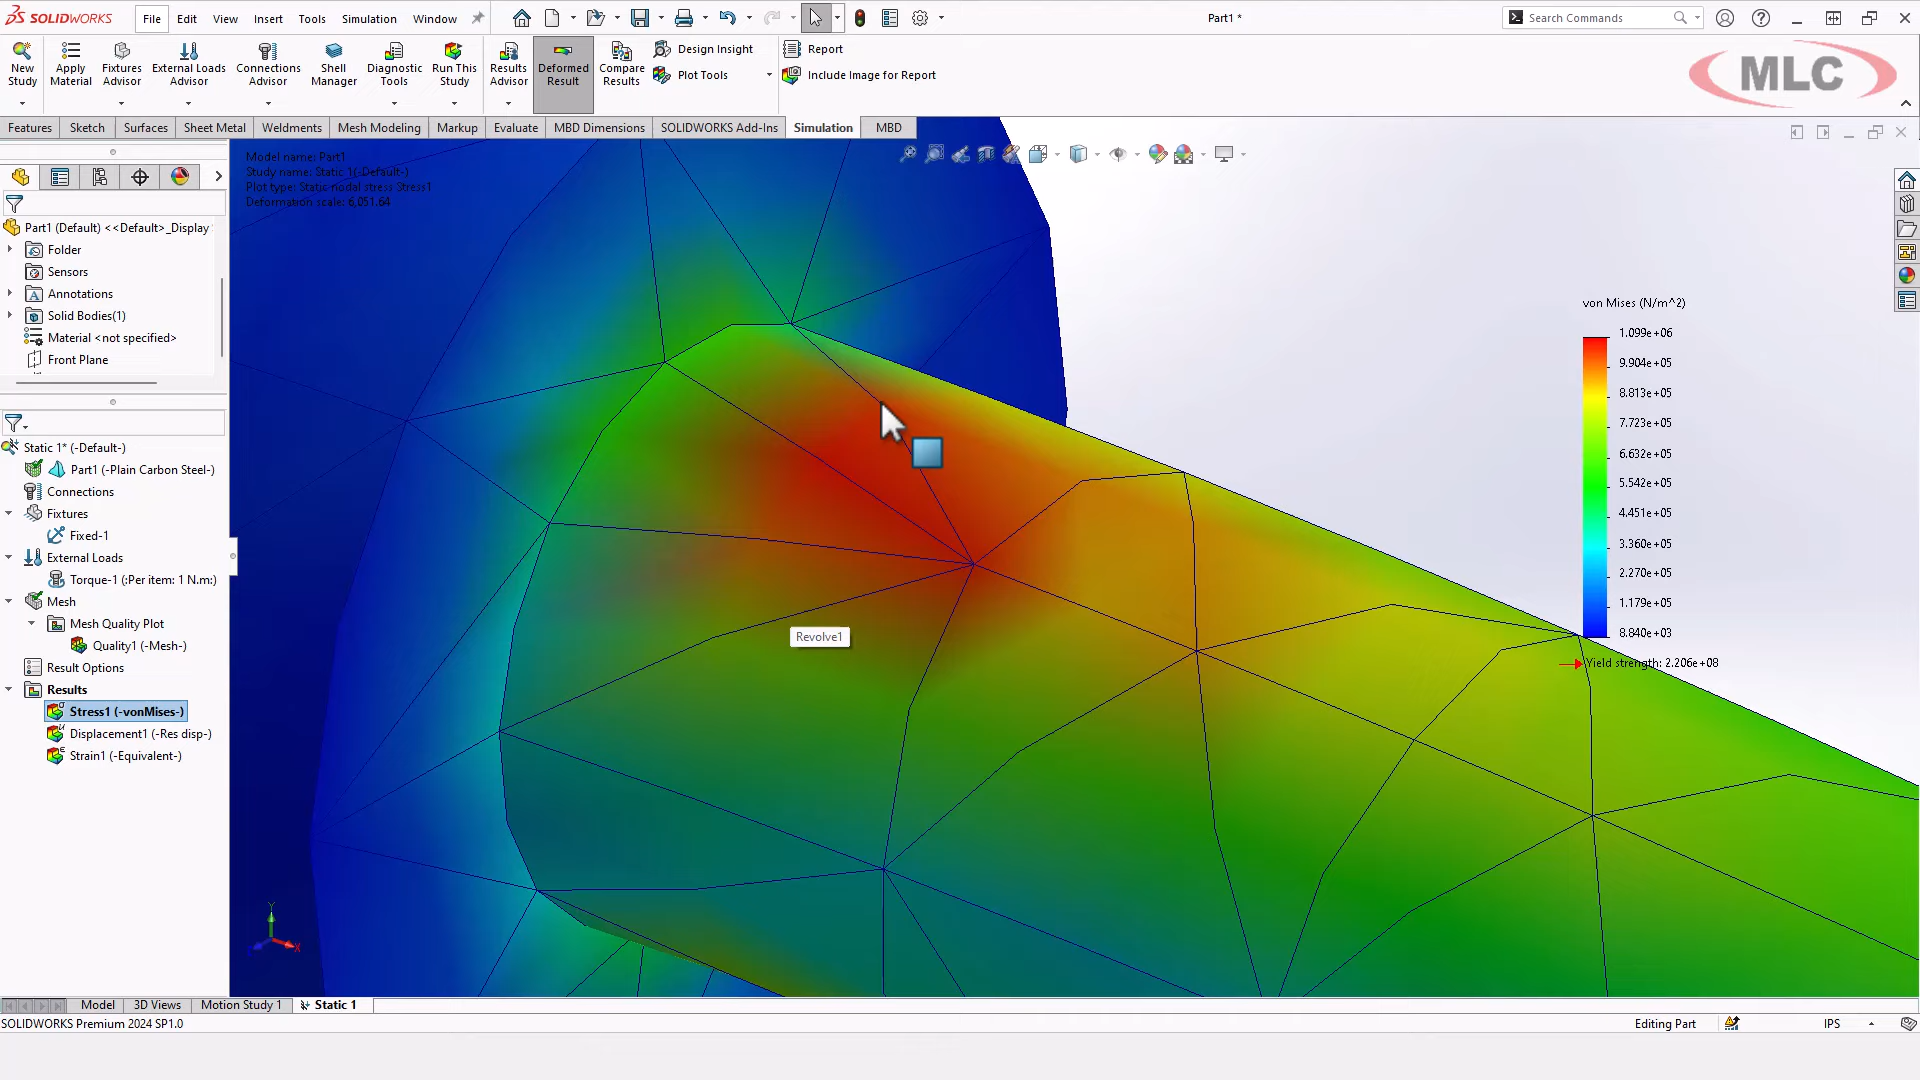 SOLIDWORKS
File
Edit
View
Insert
Tools
Simulation
Window
Part1 *
Search Commands
New Study
Apply Material
Fixtures Advisor
External Loads Advisor
Connections Advisor
Shell Manager
Diagnostic Tools
Run This Study
Results Advisor
Deformed Result
Compare Results
Design Insight
Plot Tools
Report
Include Image for Report
MLC
Features
Sketch
Surfaces
Sheet Metal
Weldments
Mesh Modeling
Markup
Evaluate
MBD Dimensions
SOLIDWORKS Add-Ins
Simulation
MBD
Part1 (Default) <<Default>_Display
Folder
Sensors
Annotations
Solid Bodies(1)
Material <not specified>
Front Plane
Static 1* (-Default-)
Part1 (-Plain Carbon Steel-)
Connections
Fixtures
Fixed-1
External Loads
Torque-1 (:Per item: 1 N.m:)
Mesh
Mesh Quality Plot
Quality1 (-Mesh-)
Result Options
Results
Stress1 (-vonMises-)
Displacement1 (-Res disp-)
Strain1 (-Equivalent-)
Model name: Part1
Study name: Static 1(-Default-)
Plot type: Static nodal stress Stress1
Deformation scale: 6,051.64
Revolve1
von Mises (N/m^2)
1.099e+06
9.904e+05
8.813e+05
7.723e+05
6.632e+05
5.542e+05
4.451e+05
3.360e+05
2.270e+05
1.179e+05
8.840e+03
Yield strength: 2.206e+08
Y
X
Model
3D Views
Motion Study 1
Static 1
SOLIDWORKS Premium 2024 SP1.0
Editing Part
IPS